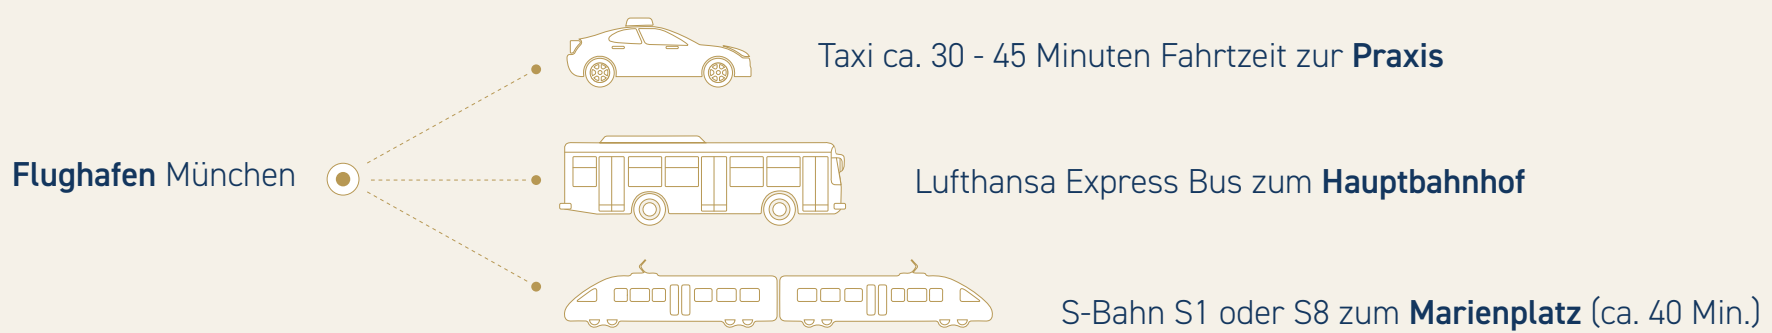 Taxi ca. 30 - 45 Minuten Fahrtzeit zur Praxis
Flughafen München
Lufthansa Express Bus zum Hauptbahnhof
S-Bahn S1 oder S8 zum Marienplatz (ca. 40 Min.)